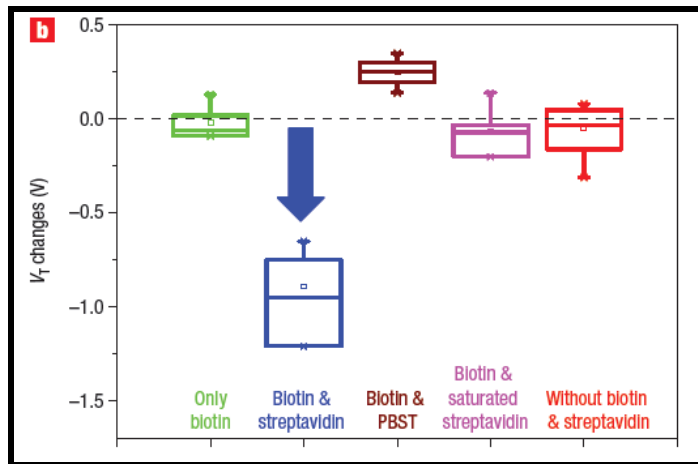 b
0.5
0.0
−0.5
−1.0
−1.5
V_T changes (V)
Only
biotin
Biotin &
streptavidin
Biotin &
PBST
Biotin &
saturated
streptavidin
Without biotin
& streptavidin